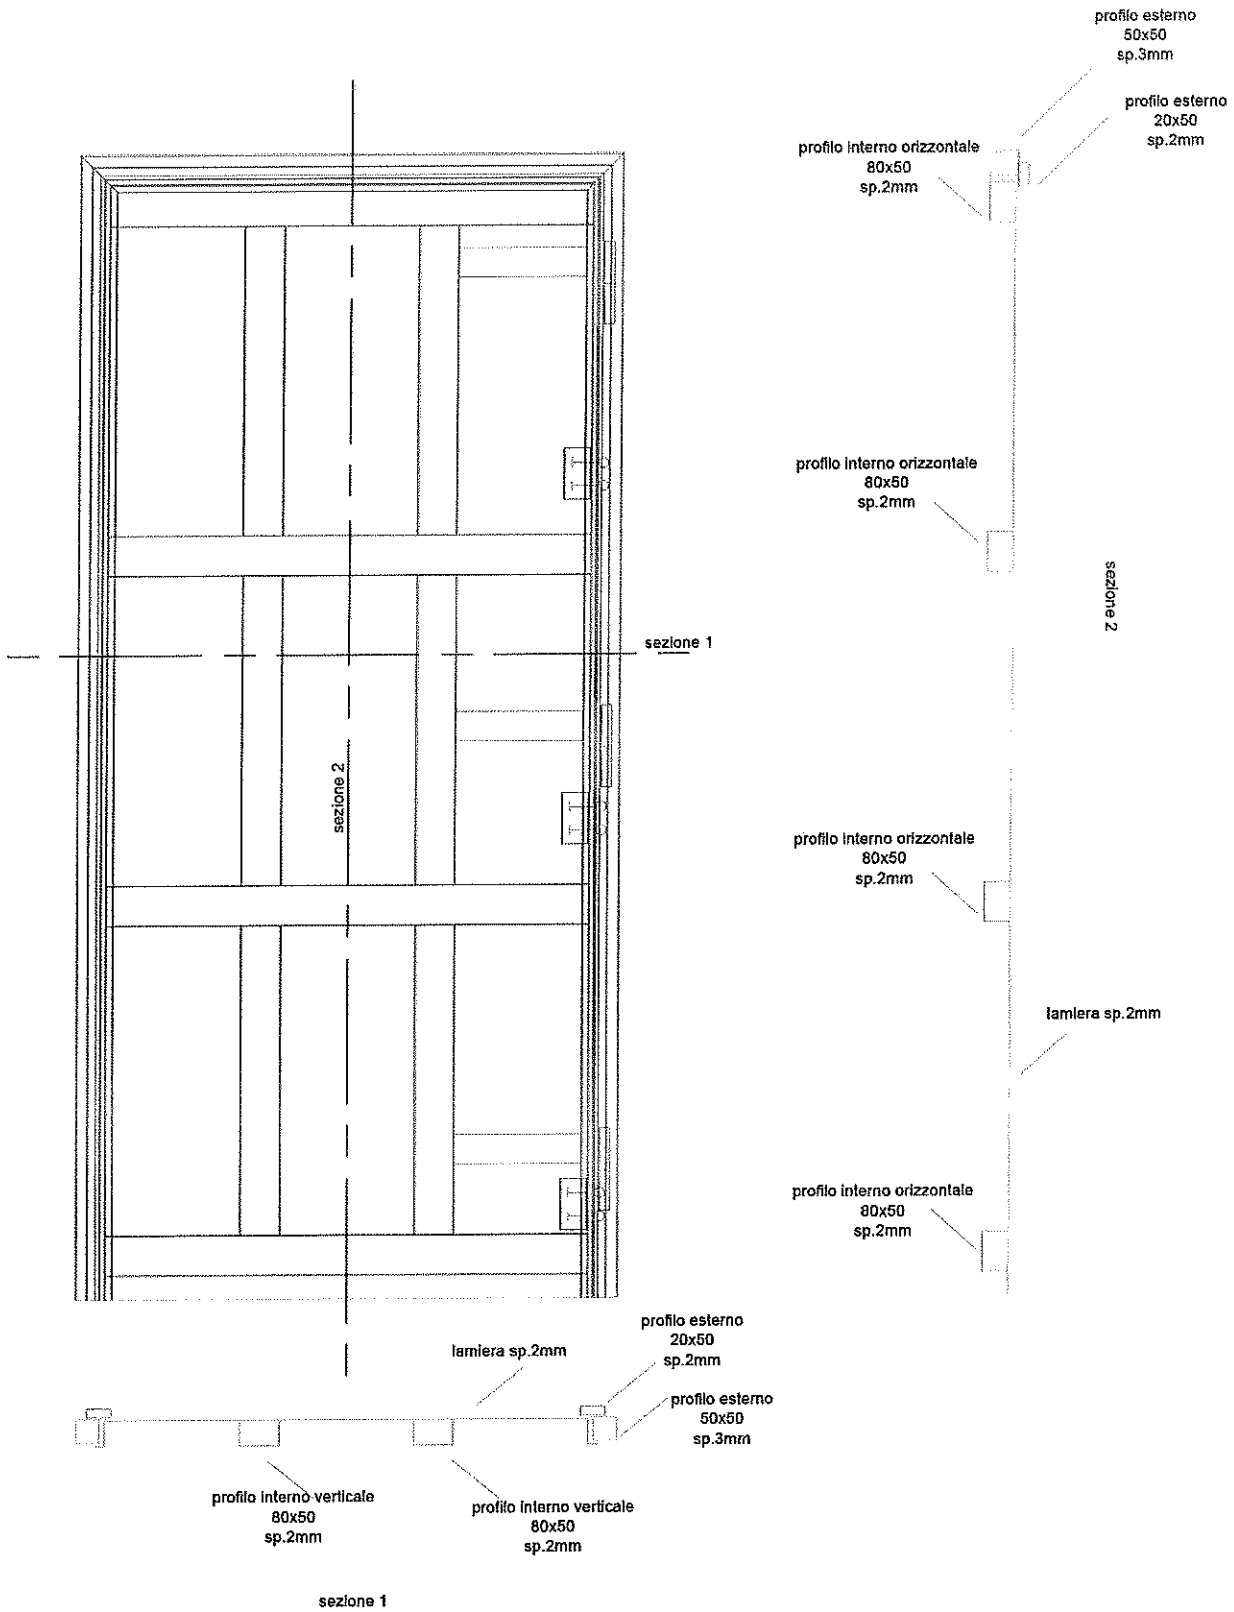 profilo esterno
50x50
sp.3mm
profilo esterno
20x50
sp.2mm
profilo interno orizzontale
80x50
sp.2mm
profilo interno orizzontale
80x50
sp.2mm
sezione 2
sezione 1
sezione 2
profilo interno orizzontale
80x50
sp.2mm
lamiera sp.2mm
profilo interno orizzontale
80x50
sp.2mm
profilo esterno
20x50
sp.2mm
lamiera sp.2mm
profilo esterno
50x50
sp.3mm
profilo interno verticale
80x50
sp.2mm
profilo interno verticale
80x50
sp.2mm
sezione 1